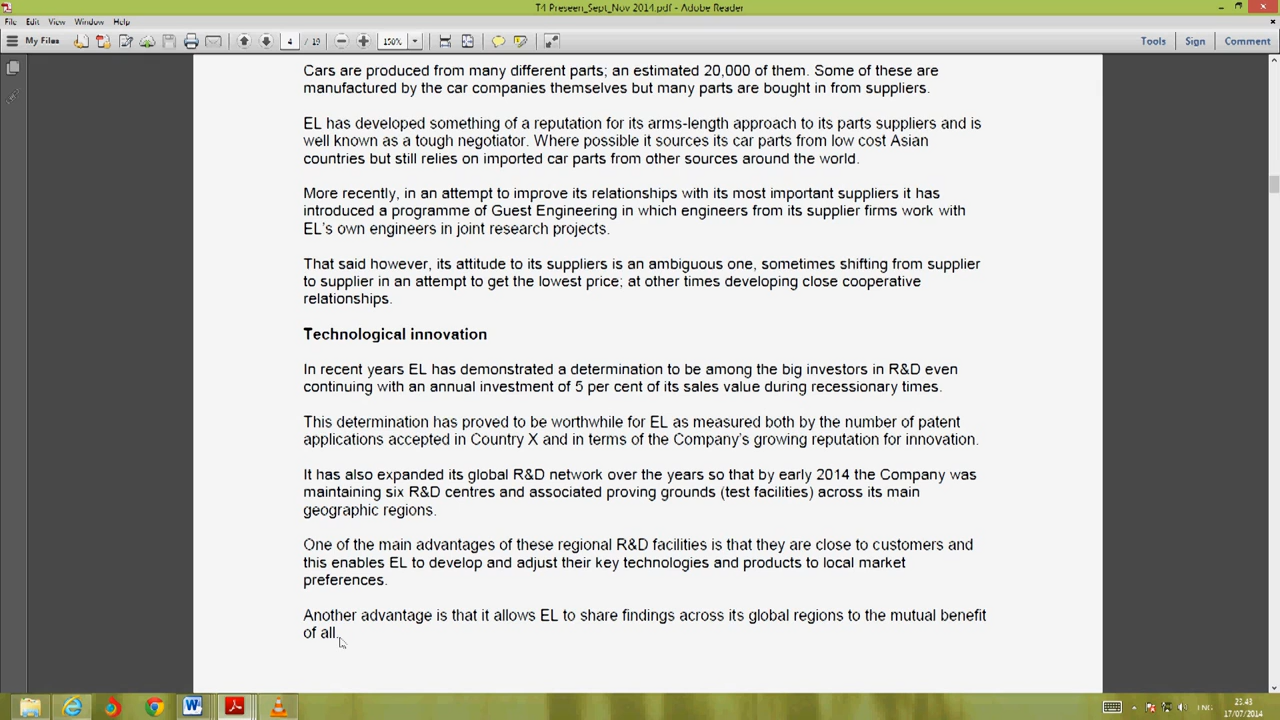 T4 Preseen_Sept_Nov 2014.pdf - Adobe Reader
File Edit View Window Help
My Files 4 / 19 150% Tools Sign Comment
Cars are produced from many different parts; an estimated 20,000 of them. Some of these are
manufactured by the car companies themselves but many parts are bought in from suppliers.
EL has developed something of a reputation for its arms-length approach to its parts suppliers and is
well known as a tough negotiator. Where possible it sources its car parts from low cost Asian
countries but still relies on imported car parts from other sources around the world.
More recently, in an attempt to improve its relationships with its most important suppliers it has
introduced a programme of Guest Engineering in which engineers from its supplier firms work with
EL's own engineers in joint research projects.
That said however, its attitude to its suppliers is an ambiguous one, sometimes shifting from supplier
to supplier in an attempt to get the lowest price; at other times developing close cooperative
relationships.
Technological innovation
In recent years EL has demonstrated a determination to be among the big investors in R&D even
continuing with an annual investment of 5 per cent of its sales value during recessionary times.
This determination has proved to be worthwhile for EL as measured both by the number of patent
applications accepted in Country X and in terms of the Company's growing reputation for innovation.
It has also expanded its global R&D network over the years so that by early 2014 the Company was
maintaining six R&D centres and associated proving grounds (test facilities) across its main
geographic regions.
One of the main advantages of these regional R&D facilities is that they are close to customers and
this enables EL to develop and adjust their key technologies and products to local market
preferences.
Another advantage is that it allows EL to share findings across its global regions to the mutual benefit
of all.
ENG 23:43
17/07/2014